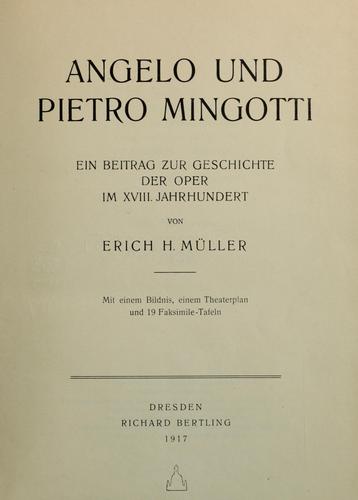 ANGELO UND
PIETRO MINGOTTI
EIN BEITRAG ZUR GESCHICHTE
DER OPER
IM XVIII. JAHRHUNDERT
VON
ERICH H. MÜLLER
Mit einem Bildnis, einem Theaterplan
und 19 Faksimile-Tafeln
DRESDEN
RICHARD BERTLING
1917